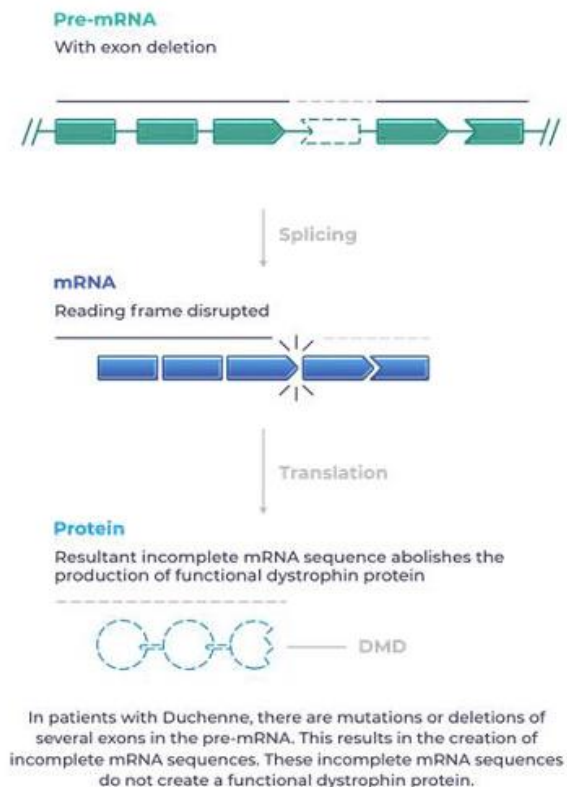 Pre-mRNA
With exon deletion
Splicing
mRNA
Reading frame disrupted
Translation
Protein
Resultant incomplete mRNA sequence abolishes the
production of functional dystrophin protein
DMD
In patients with Duchenne, there are mutations or deletions of
several exons in the pre-mRNA. This results in the creation of
incomplete mRNA sequences. These incomplete mRNA sequences
do not create a functional dystrophin protein.